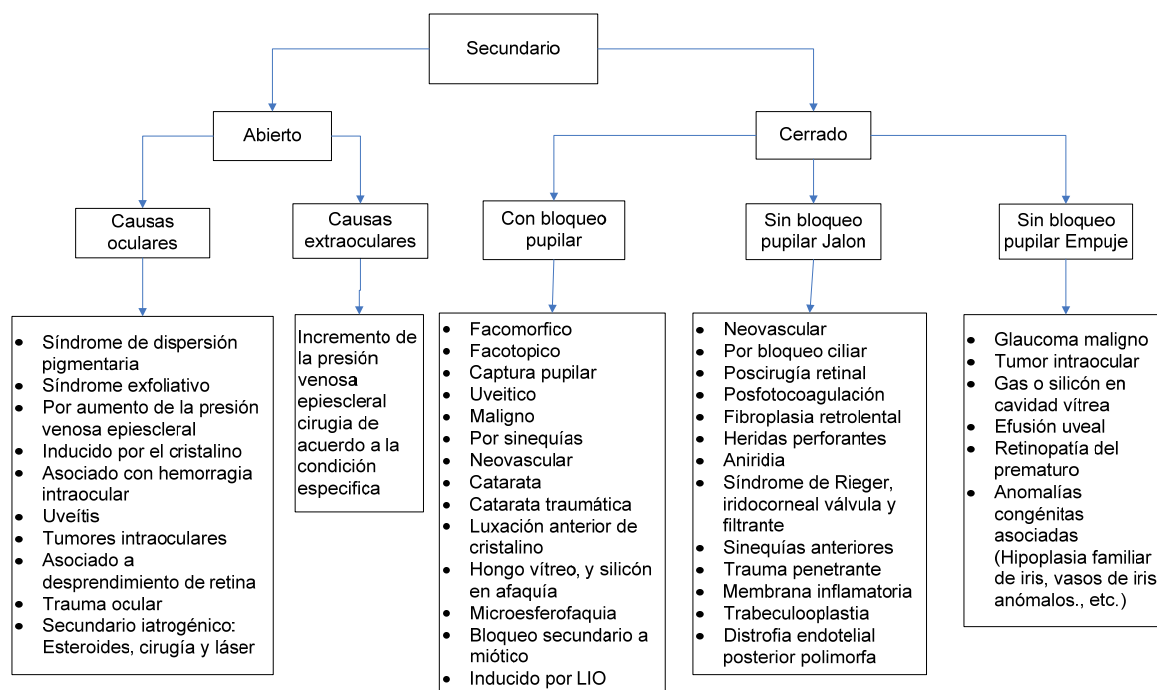 Secundario
Abierto
Cerrado
Causas
oculares
Causas
extraoculares
Con bloqueo
pupilar
Sin bloqueo
pupilar Jalon
Sin bloqueo
pupilar Empuje
• Síndrome de dispersión
pigmentaria
• Síndrome exfoliativo
• Por aumento de la presión
venosa epiescleral
• Inducido por el cristalino
• Asociado con hemorragia
intraocular
• Uveítis
• Tumores intraoculares
• Asociado a
desprendimiento de retina
• Trauma ocular
• Secundario iatrogénico:
Esteroides, cirugía y láser
Incremento de
la presión
venosa
epiescleral
cirugia de
acuerdo a la
condición
especifica
• Facomorfico
• Facotopico
• Captura pupilar
• Uveitico
• Maligno
• Por sinequías
• Neovascular
• Catarata
• Catarata traumática
• Luxación anterior de
cristalino
• Hongo vítreo, y silicón
en afaquía
• Microesferofaquia
• Bloqueo secundario a
miótico
• Inducido por LIO
• Neovascular
• Por bloqueo ciliar
• Poscirugía retinal
• Posfotocoagulación
• Fibroplasia retrolental
• Heridas perforantes
• Aniridia
• Síndrome de Rieger,
iridocorneal válvula y
filtrante
• Sinequías anteriores
• Trauma penetrante
• Membrana inflamatoria
• Trabeculooplastia
• Distrofia endotelial
posterior polimorfa
• Glaucoma maligno
• Tumor intraocular
• Gas o silicón en
cavidad vítrea
• Efusión uveal
• Retinopatía del
prematuro
• Anomalías
congénitas
asociadas
(Hipoplasia familiar
de iris, vasos de iris
anómalos., etc.)